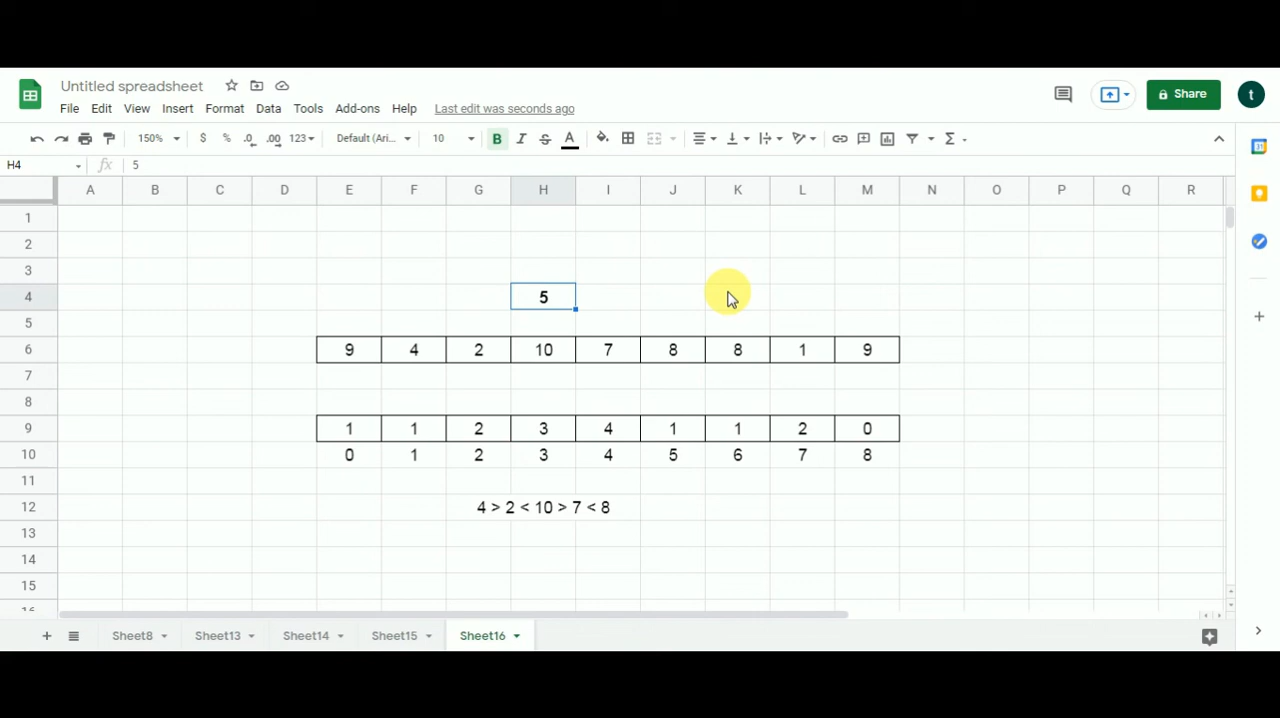 Untitled spreadsheet
File Edit View Insert Format Data Tools Add-ons Help Last edit was seconds ago
Share t
150% $ % .0 .00 123 Default (Ari... 10 B I S A Σ
H4 fx 5
A B C D E F G H I J K L M N O P Q R
1
2
3
4 5
5
6 9 4 2 10 7 8 8 1 9
7
8
9 1 1 2 3 4 1 1 2 0
10 0 1 2 3 4 5 6 7 8
11
12 4 > 2 < 10 > 7 < 8
13
14
15
16
+ Sheet8 Sheet13 Sheet14 Sheet15 Sheet16